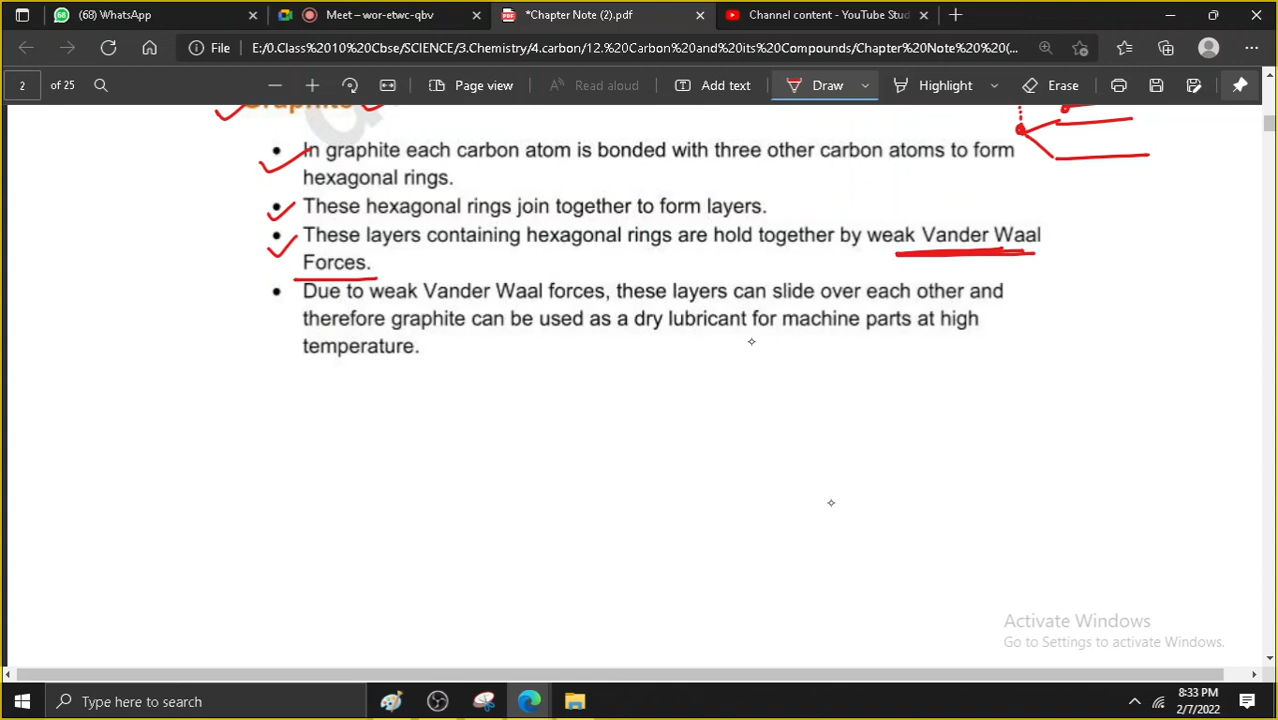 (68) WhatsApp
Meet – wor-etwc-qbv
*Chapter Note (2).pdf
Channel content - YouTube Stud
File
E:/0.Class%2010%20Cbse/SCIENCE/3.Chemistry/4.carbon/12.%20Carbon%20and%20its%20Compounds/Chapter%20Note%20%20(...
2
of 25
Page view
Read aloud
Add text
Draw
Highlight
Erase
Graphite
• In graphite each carbon atom is bonded with three other carbon atoms to form
hexagonal rings.
• These hexagonal rings join together to form layers.
• These layers containing hexagonal rings are hold together by weak Vander Waal
Forces.
• Due to weak Vander Waal forces, these layers can slide over each other and
therefore graphite can be used as a dry lubricant for machine parts at high
temperature.
Activate Windows
Go to Settings to activate Windows.
Type here to search
8:33 PM
2/7/2022